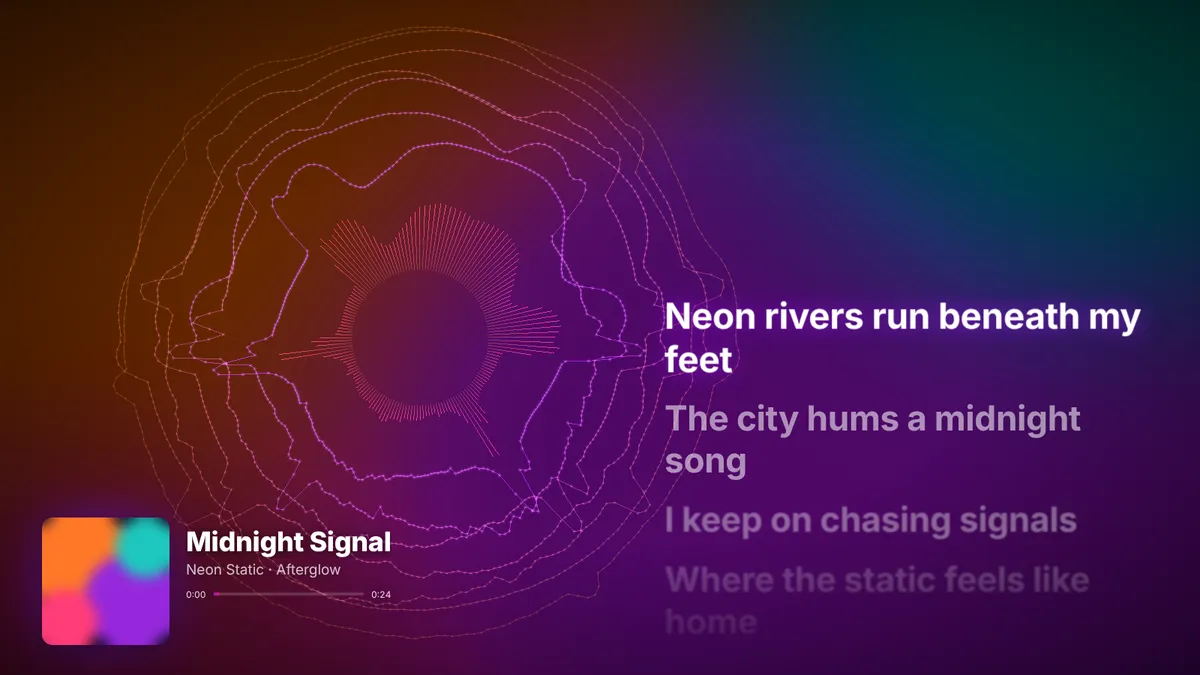 Neon rivers run beneath my
feet
The city hums a midnight
song
I keep on chasing signals
Where the static feels like
home
Midnight Signal
Neon Static · Afterglow
0:00 0:24